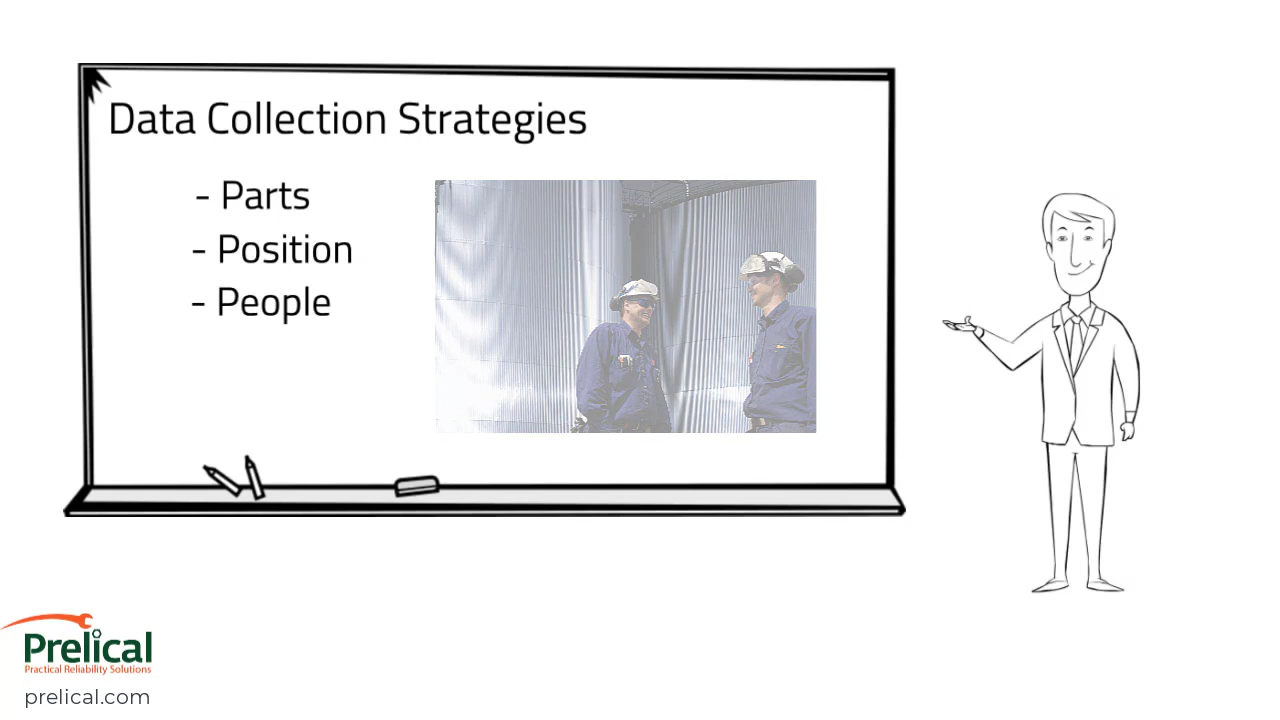 Data Collection Strategies
- Parts
- Position
- People
Prelical
Practical Reliability Solutions
prelical.com